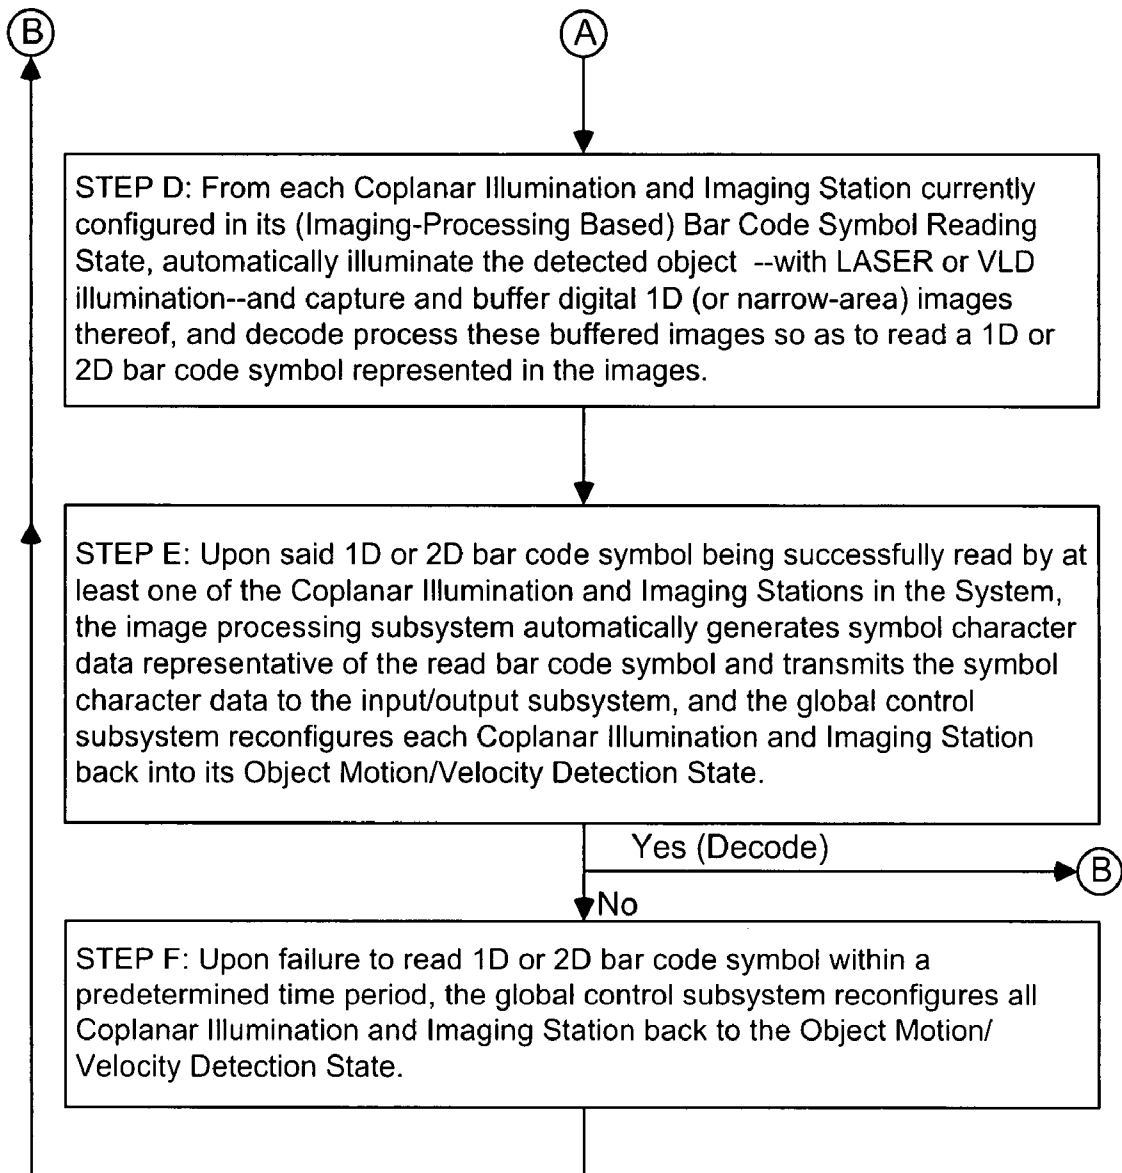 B
A
STEP D: From each Coplanar Illumination and Imaging Station currently
configured in its (Imaging-Processing Based) Bar Code Symbol Reading
State, automatically illuminate the detected object --with LASER or VLD
illumination--and capture and buffer digital 1D (or narrow-area) images
thereof, and decode process these buffered images so as to read a 1D or
2D bar code symbol represented in the images.
STEP E: Upon said 1D or 2D bar code symbol being successfully read by at
least one of the Coplanar Illumination and Imaging Stations in the System,
the image processing subsystem automatically generates symbol character
data representative of the read bar code symbol and transmits the symbol
character data to the input/output subsystem, and the global control
subsystem reconfigures each Coplanar Illumination and Imaging Station
back into its Object Motion/Velocity Detection State.
Yes (Decode)
B
No
STEP F: Upon failure to read 1D or 2D bar code symbol within a
predetermined time period, the global control subsystem reconfigures all
Coplanar Illumination and Imaging Station back to the Object Motion/
Velocity Detection State.